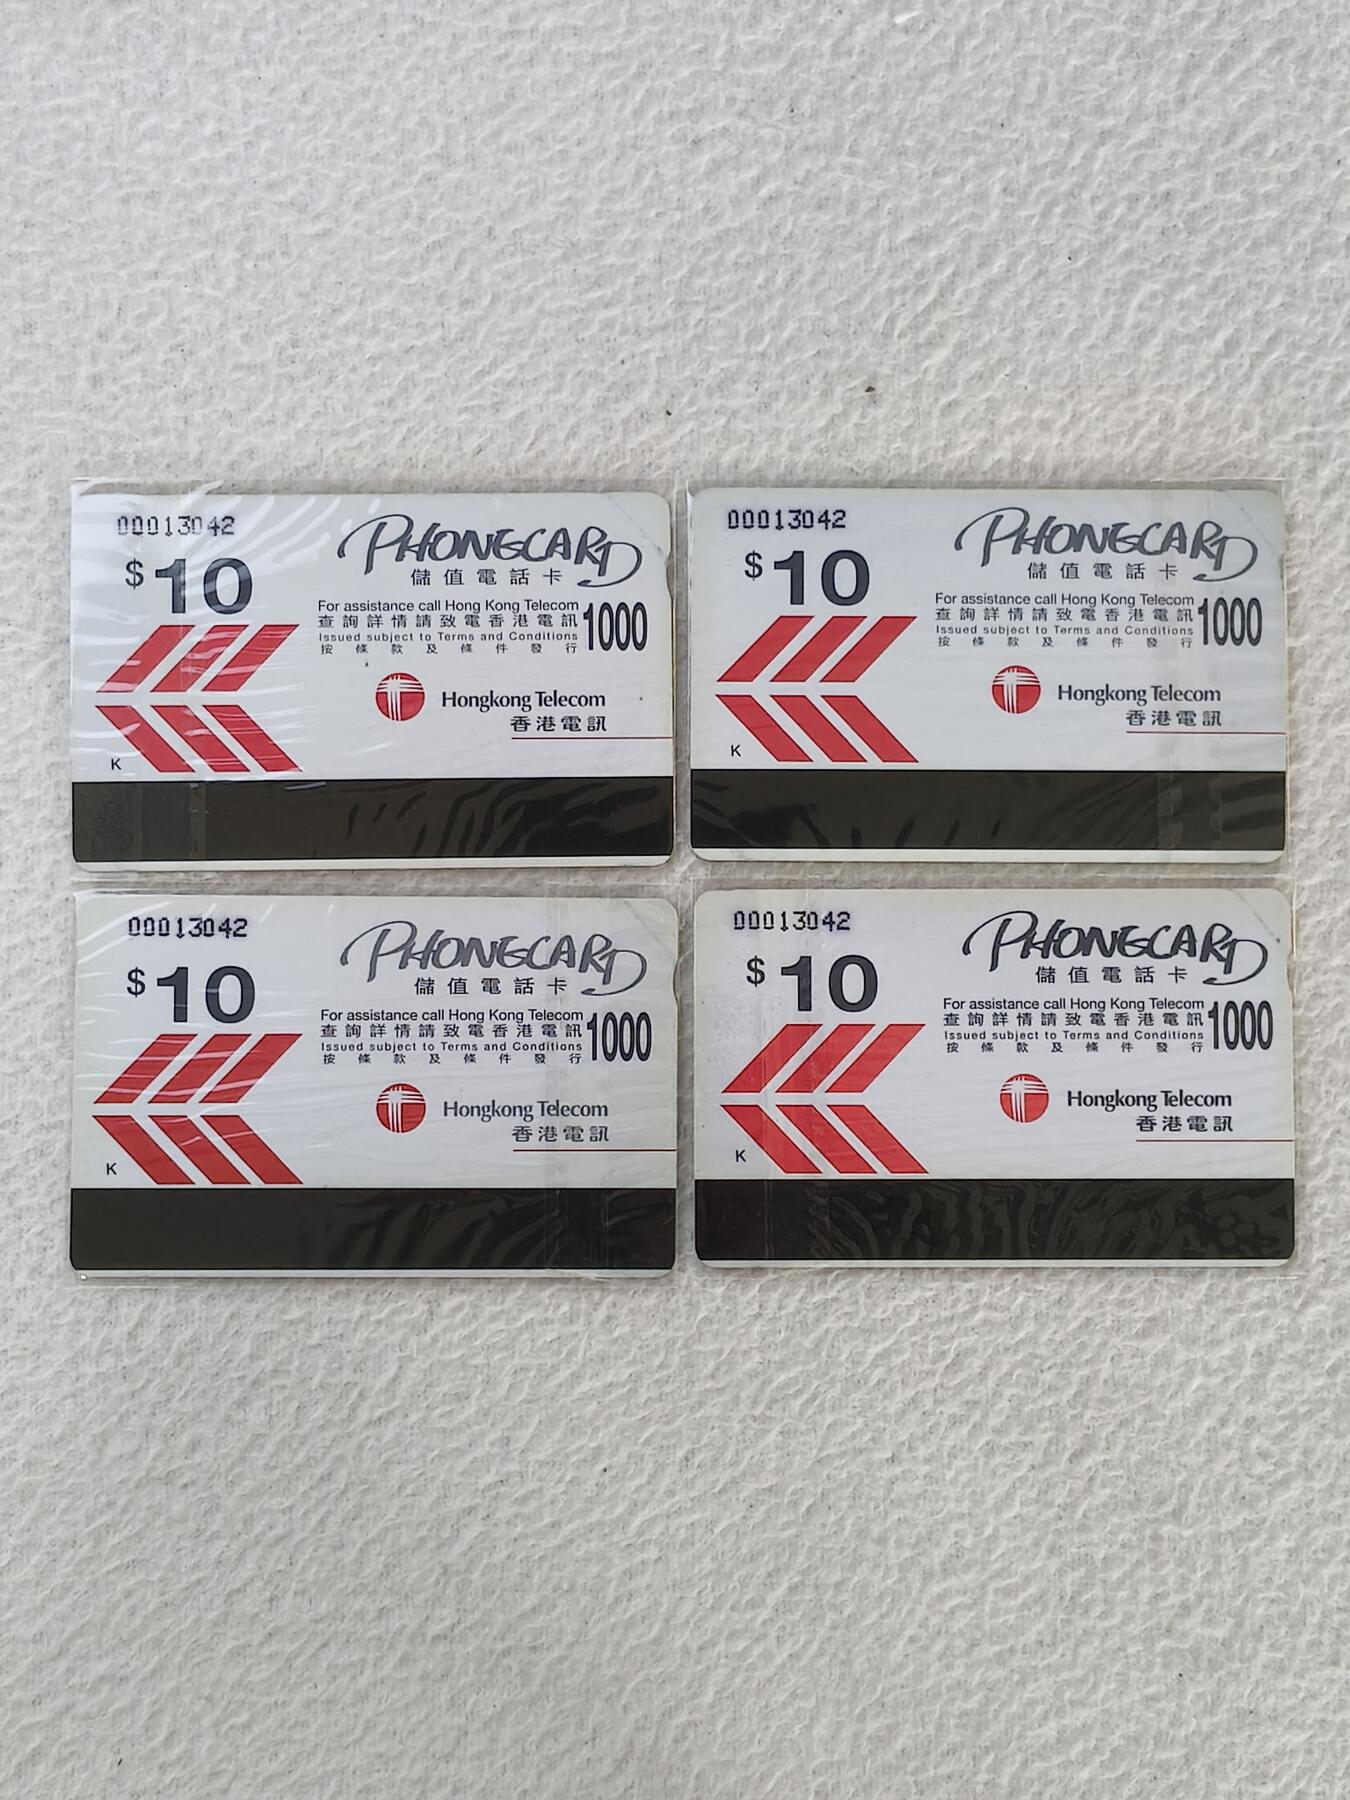 00013042
$10
PHONECARD
儲值電話卡
For assistance call Hong Kong Telecom
查詢詳情請致電香港電訊
1000
Issued subject to Terms and Conditions
按條款及條件發行
Hongkong Telecom
香港電訊
K
00013042
$10
PHONECARD
儲值電話卡
For assistance call Hong Kong Telecom
查詢詳情請致電香港電訊
1000
Issued subject to Terms and Conditions
按條款及條件發行
Hongkong Telecom
香港電訊
K
00013042
$10
PHONECARD
儲值電話卡
For assistance call Hong Kong Telecom
查詢詳情請致電香港電訊
1000
Issued subject to Terms and Conditions
按條款及條件發行
Hongkong Telecom
香港電訊
K
00013042
$10
PHONECARD
儲值電話卡
For assistance call Hong Kong Telecom
查詢詳情請致電香港電訊
1000
Issued subject to Terms and Conditions
按條款及條件發行
Hongkong Telecom
香港電訊
K